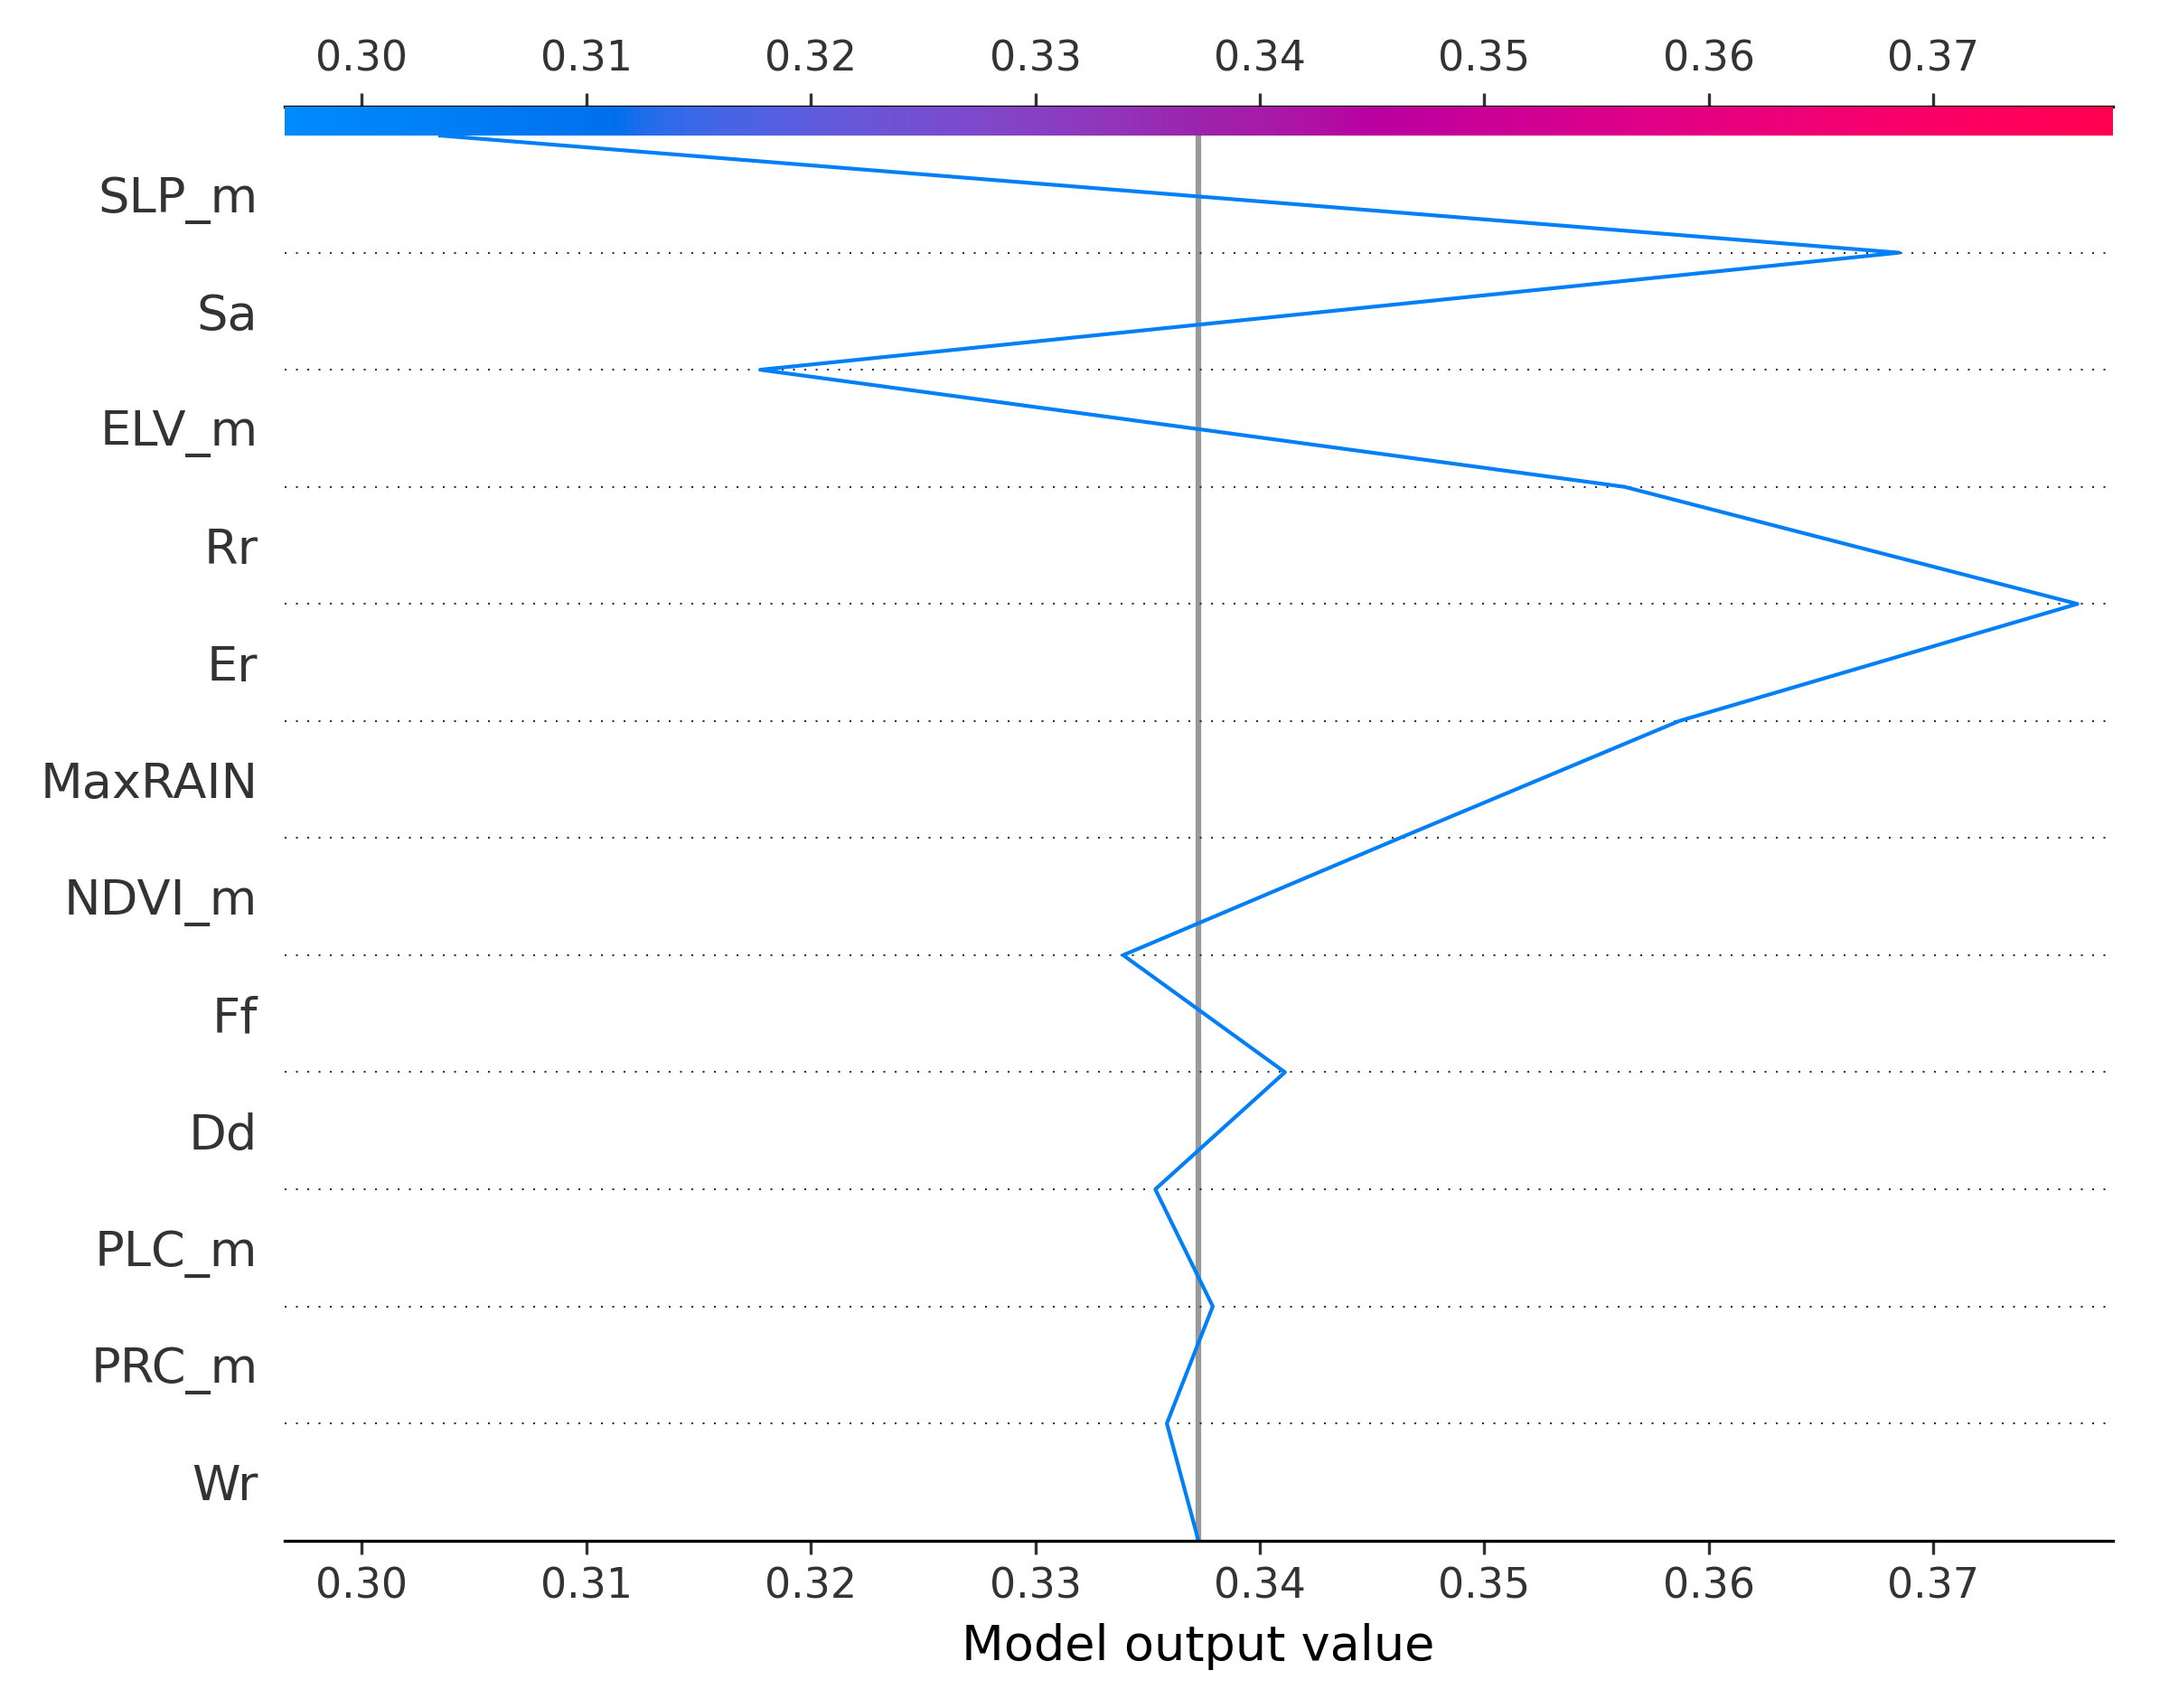 0.30 0.31 0.32 0.33 0.34 0.35 0.36 0.37
SLP_m
Sa
ELV_m
Rr
Er
MaxRAIN
NDVI_m
Ff
Dd
PLC_m
PRC_m
Wr
0.30 0.31 0.32 0.33 0.34 0.35 0.36 0.37
Model output value